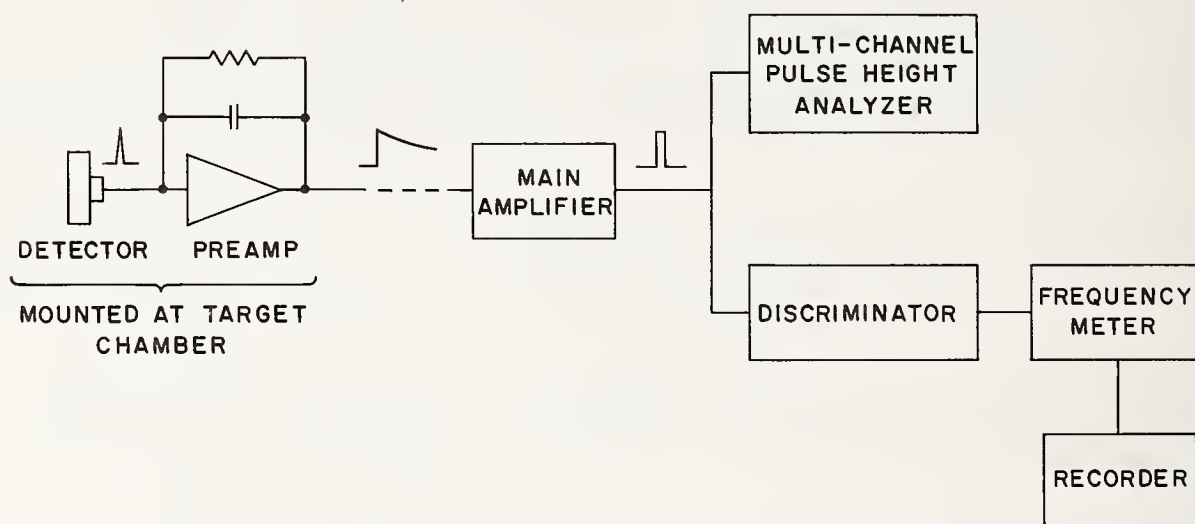 MULTI-CHANNEL
PULSE HEIGHT
ANALYZER
MAIN
AMPLIFIER
DETECTOR
PREAMP
MOUNTED AT TARGET
CHAMBER
DISCRIMINATOR
FREQUENCY
METER
RECORDER